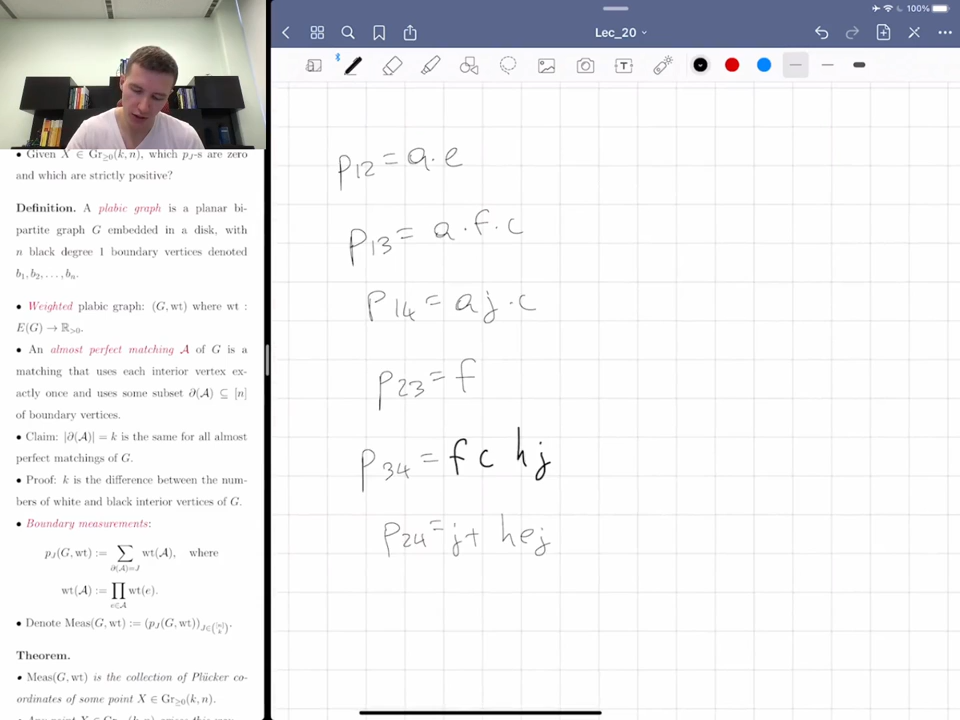 100%
Lec_20
T
• Given X ∈ Gr≥0(k, n), which pJ-s are zero
and which are strictly positive?
Definition. A plabic graph is a planar bi-
partite graph G embedded in a disk, with
n black degree 1 boundary vertices denoted
b1, b2, . . . , bn.
• Weighted plabic graph: (G, wt) where wt :
E(G) → ℝ>0.
• An almost perfect matching 𝒜 of G is a
matching that uses each interior vertex ex-
actly once and uses some subset ∂(𝒜) ⊆ [n]
of boundary vertices.
• Claim: |∂(𝒜)| = k is the same for all almost
perfect matchings of G.
• Proof: k is the difference between the num-
bers of white and black interior vertices of G.
• Boundary measurements:
pJ(G, wt) := ∑∂(𝒜)=J wt(𝒜), where
wt(𝒜) := ∏e∈𝒜 wt(e).
• Denote Meas(G, wt) := (pJ(G, wt))J∈([n] k).
Theorem.
• Meas(G, wt) is the collection of Plücker co-
ordinates of some point X ∈ Gr≥0(k, n).
p12 = a · e
p13 = a · f · c
p14 = a j · c
p23 = f
p34 = f c h j
p24 = j + h e j